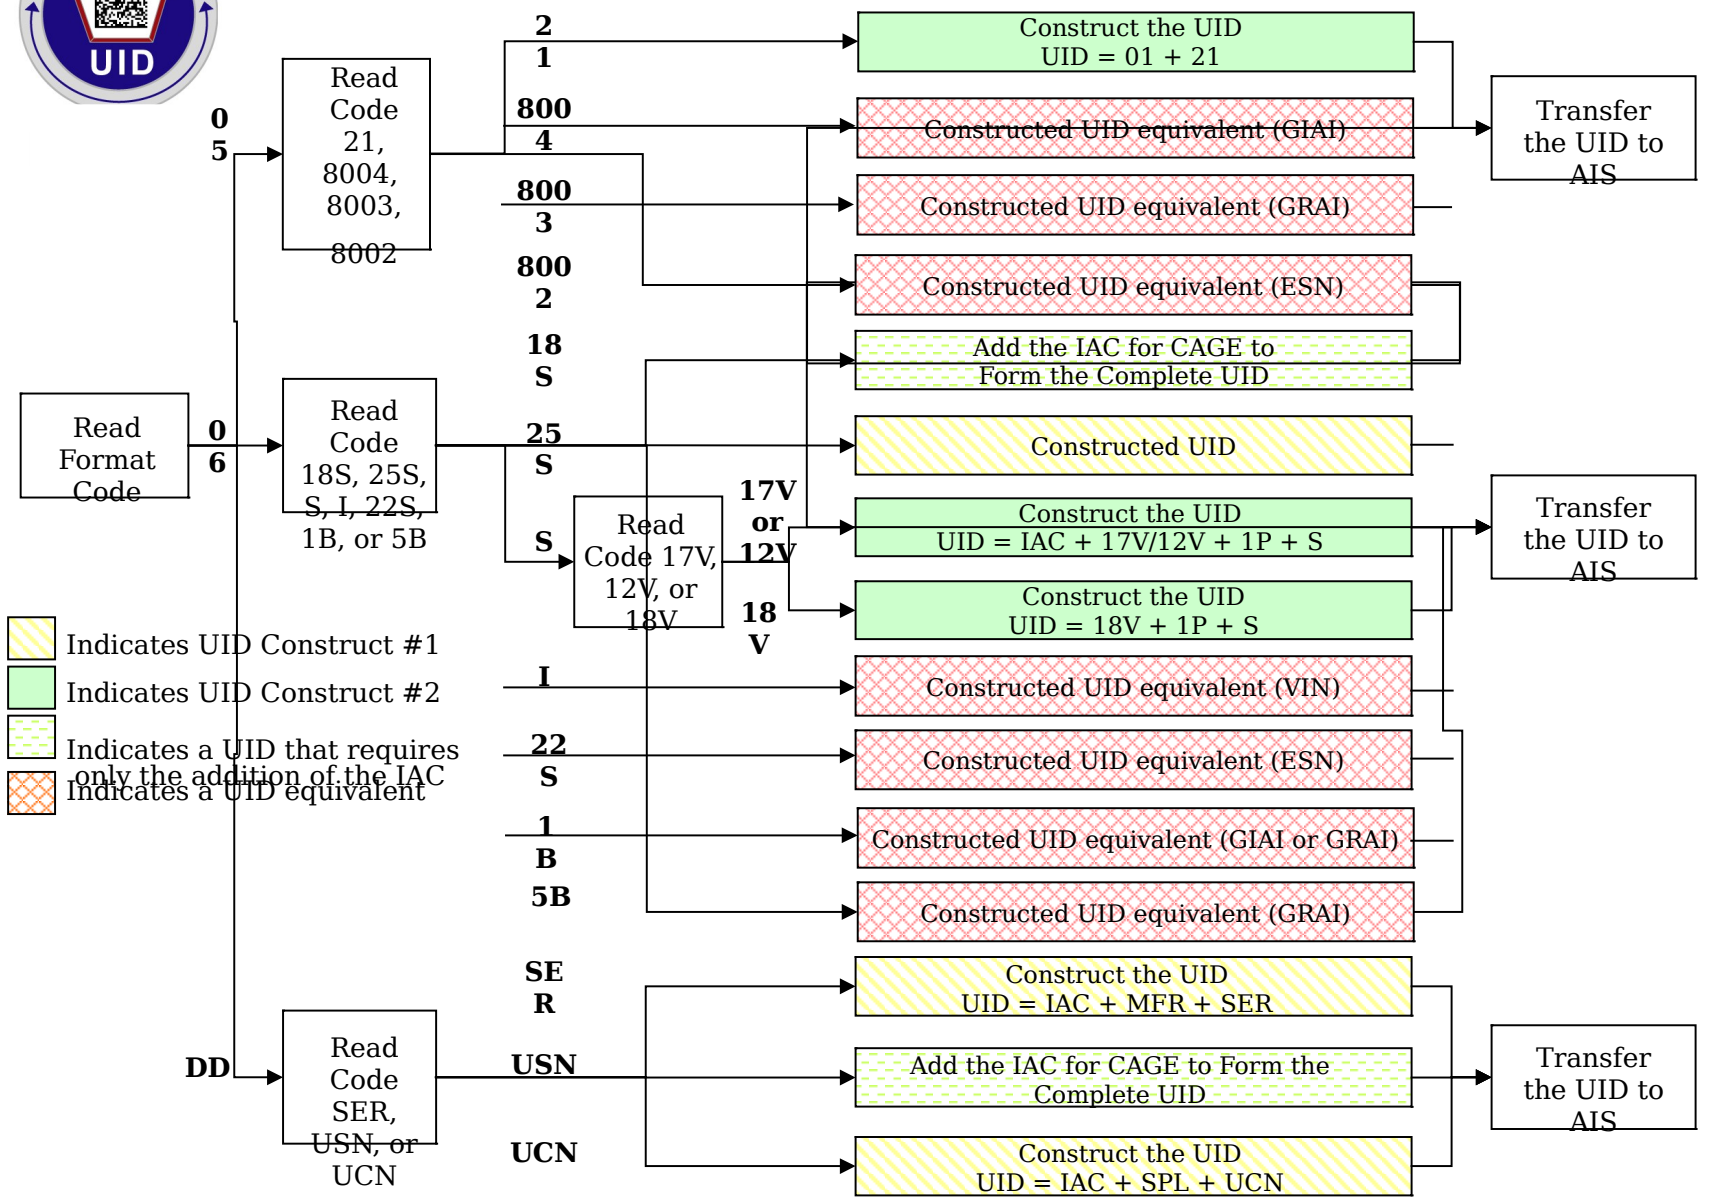 UID
0
5
Read
Code
21,
8004,
8003,
8002
2
1
800
4
800
3
800
2
Construct the UID
UID = 01 + 21
Constructed UID equivalent (GIAI)
Constructed UID equivalent (GRAI)
Constructed UID equivalent (ESN)
Transfer
the UID to
AIS
Read
Format
Code
0
6
Read
Code
18S, 25S,
S, I, 22S,
1B, or 5B
18
S
25
S
S
Read
Code 17V,
12V, or
18V
17V
or
12V
18
V
I
22
S
1
B
5B
Add the IAC for CAGE to
Form the Complete UID
Constructed UID
Construct the UID
UID = IAC + 17V/12V + 1P + S
Construct the UID
UID = 18V + 1P + S
Constructed UID equivalent (VIN)
Constructed UID equivalent (ESN)
Constructed UID equivalent (GIAI or GRAI)
Constructed UID equivalent (GRAI)
Transfer
the UID to
AIS
Indicates UID Construct #1
Indicates UID Construct #2
Indicates a UID that requires
only the addition of the IAC
Indicates a UID equivalent
DD
Read
Code
SER,
USN, or
UCN
SE
R
USN
UCN
Construct the UID
UID = IAC + MFR + SER
Add the IAC for CAGE to Form the
Complete UID
Construct the UID
UID = IAC + SPL + UCN
Transfer
the UID to
AIS